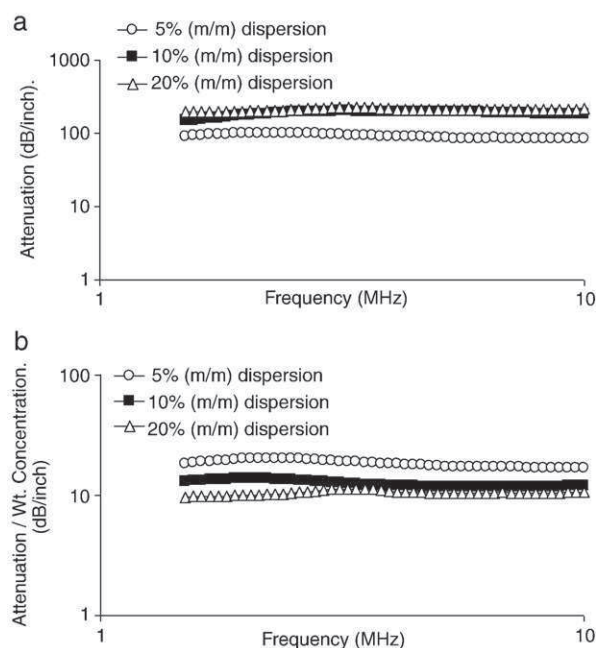 a
5% (m/m) dispersion
10% (m/m) dispersion
20% (m/m) dispersion
Attenuation (dB/inch).
1000
100
10
1
1
Frequency (MHz)
10
b
5% (m/m) dispersion
10% (m/m) dispersion
20% (m/m) dispersion
Attenuation / Wt. Concentration.
(dB/inch)
100
10
1
1
Frequency (MHz)
10